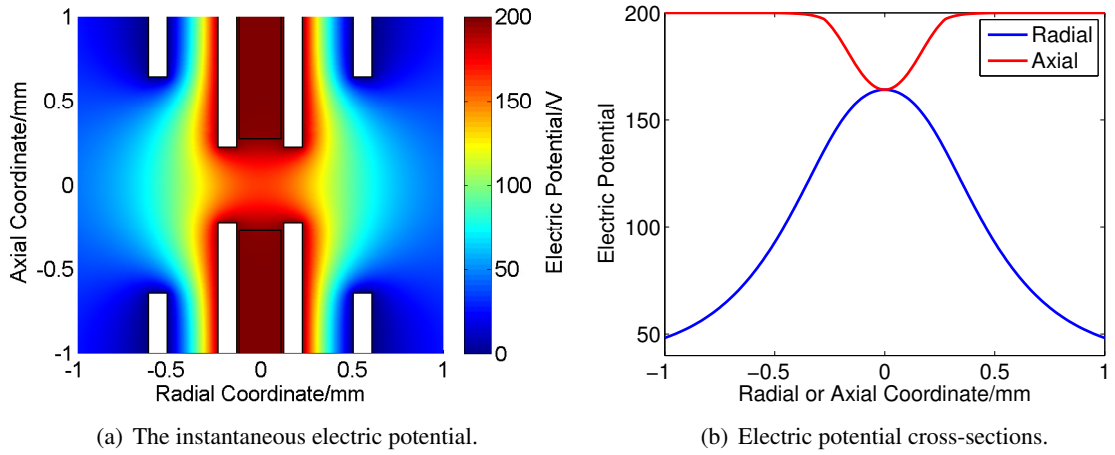 1
0.5
0
-0.5
-1
Axial Coordinate/mm
-1
-0.5
0
0.5
1
Radial Coordinate/mm
200
150
100
50
0
Electric Potential/V
(a) The instantaneous electric potential.
200
150
100
50
Electric Potential
Radial
Axial
−1
−0.5
0
0.5
1
Radial or Axial Coordinate/mm
(b) Electric potential cross-sections.